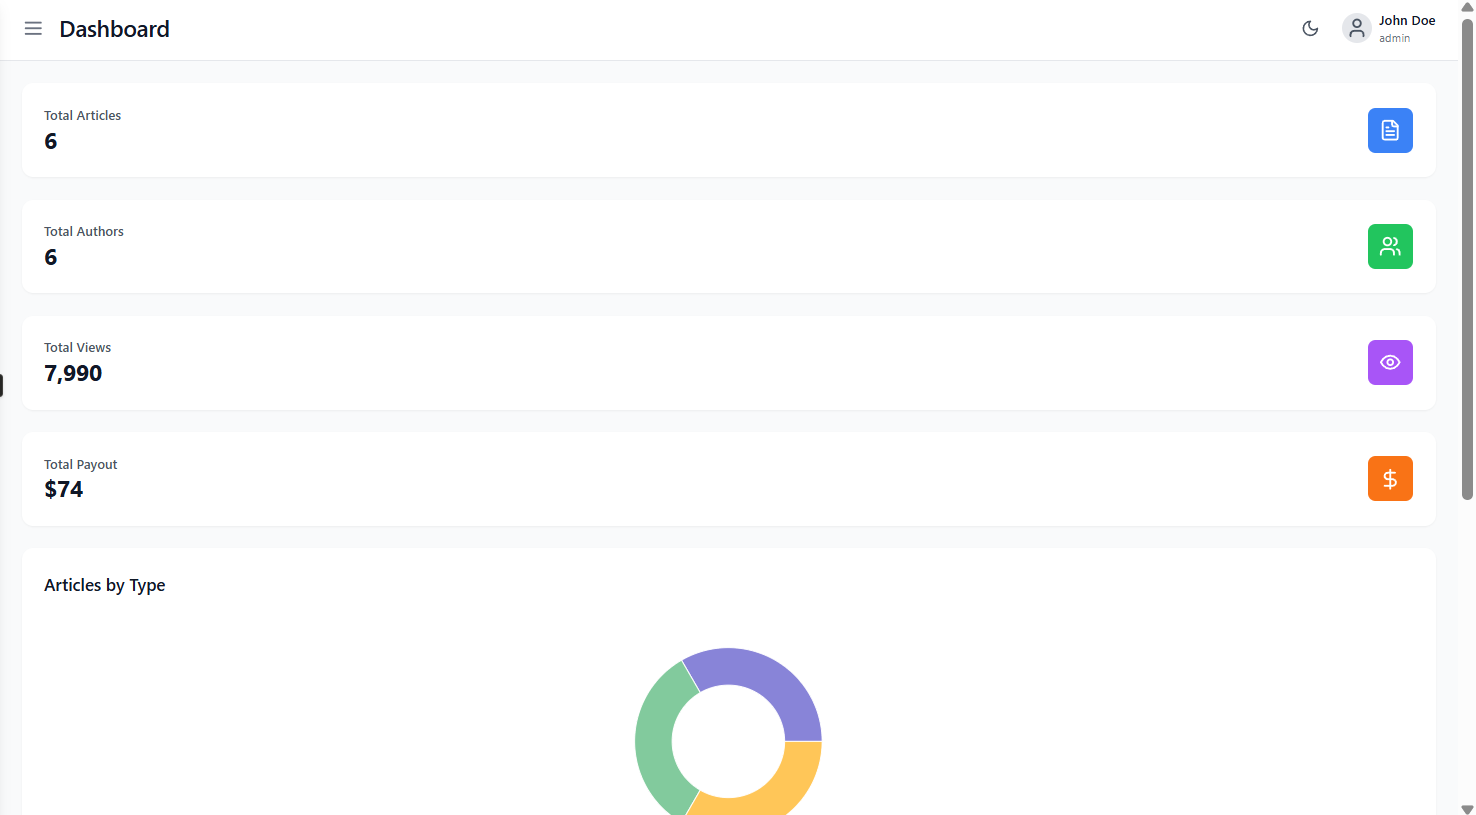 Dashboard
John Doe
admin
Total Articles
6
Total Authors
6
Total Views
7,990
Total Payout
$74
Articles by Type